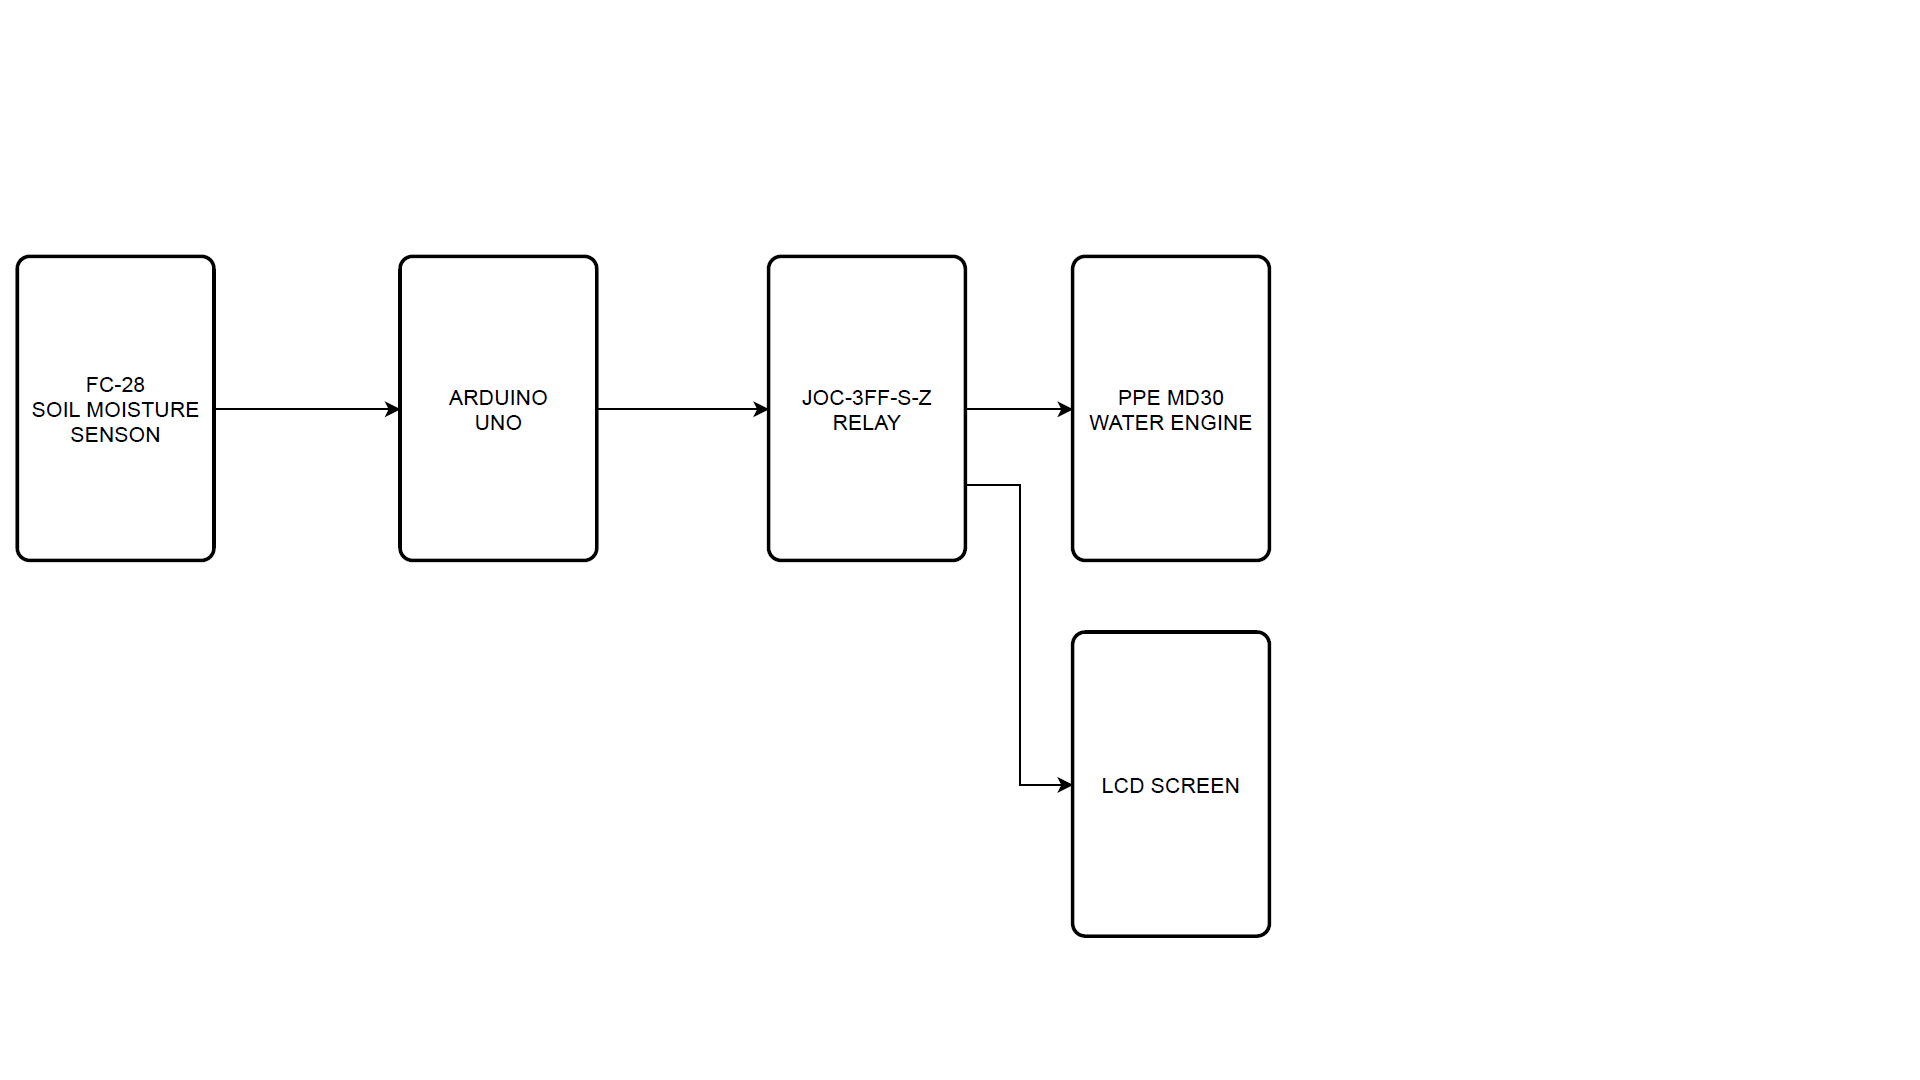 FC-28
SOIL MOISTURE
SENSON
ARDUINO
UNO
JOC-3FF-S-Z
RELAY
PPE MD30
WATER ENGINE
LCD SCREEN